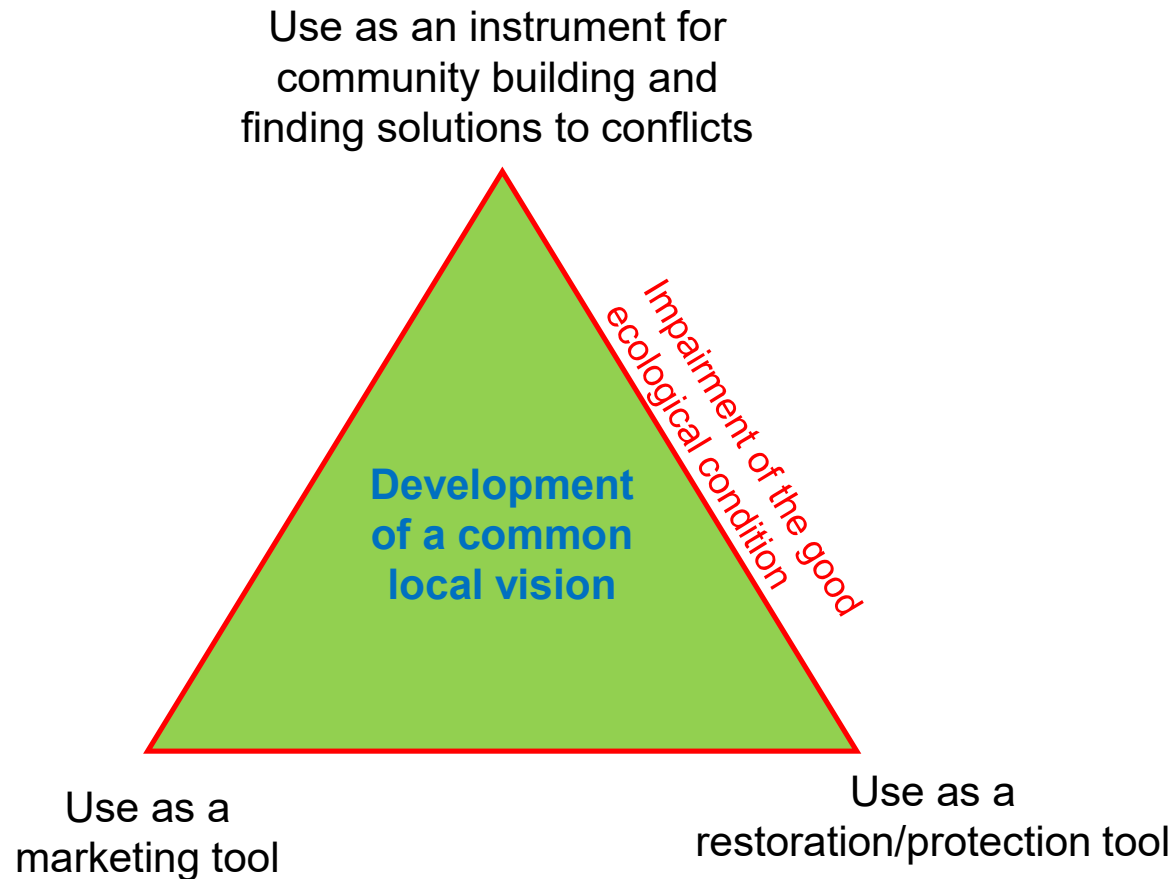 Use as an instrument for
community building and
finding solutions to conflicts
Impairment of the good
ecological condition
Development
of a common
local vision
Use as a
marketing tool
Use as a
restoration/protection tool